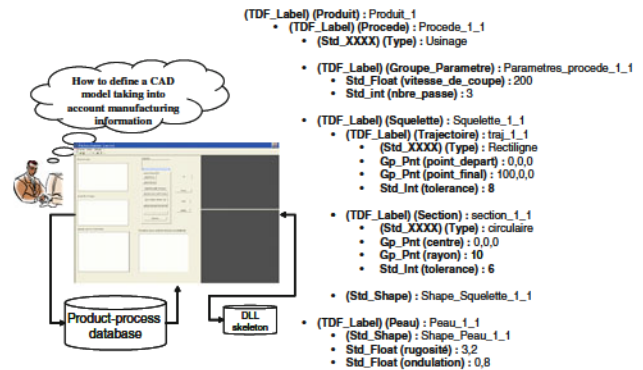 How to define a CAD
model taking into
account manufacturing
information
Product-process
database
DLL
skeleton
(TDF_Label) (Produit) : Produit_1
• (TDF_Label) (Procede) : Procede_1_1
• (Std_XXXX) (Type) : Usinage
• (TDF_Label) (Groupe_Parametre) : Parametres_procede_1_1
• Std_Float (vitesse_de_coupe) : 200
• Std_int (nbre_passe) : 3
• (TDF_Label) (Squelette) : Squelette_1_1
• (TDF_Label) (Trajectoire) : traj_1_1
• (Std_XXXX) (Type) : Rectiligne
• Gp_Pnt (point_depart) : 0,0,0
• Gp_Pnt (point_final) : 100,0,0
• Std_Int (tolerance) : 8
• (TDF_Label) (Section) : section_1_1
• (Std_XXXX) (Type) : circulaire
• Gp_Pnt (centre) : 0,0,0
• Gp_Pnt (rayon) : 10
• Std_Int (tolerance) : 6
• (Std_Shape) : Shape_Squelette_1_1
• (TDF_Label) (Peau) : Peau_1_1
• (Std_Shape) : Shape_Peau_1_1
• Std_Float (rugosité) : 3,2
• Std_Float (ondulation) : 0,8